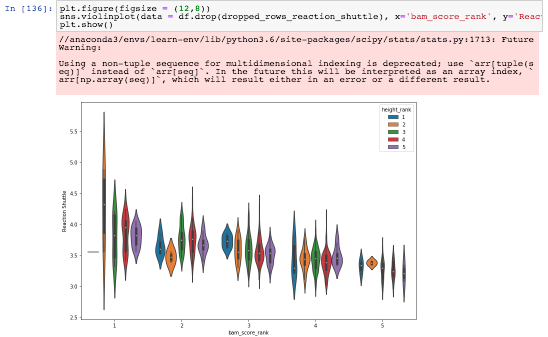 In [136]: plt.figure(figsize = (12,8))
sns.violinplot(data = df.drop(dropped_rows_reaction_shuttle), x='bam_score_rank', y='Reac
plt.show()
//anaconda3/envs/learn-env/lib/python3.6/site-packages/scipy/stats/stats.py:1713: Future
Warning:
Using a non-tuple sequence for multidimensional indexing is deprecated; use `arr[tuple(s
eq)]` instead of `arr[seq]`. In the future this will be interpreted as an array index, `
arr[np.array(seq)]`, which will result either in an error or a different result.
height_rank
1
2
3
4
5
5.5
5.0
4.5
4.0
3.5
3.0
2.5
Reaction Shuttle
1 2 3 4 5
bam_score_rank